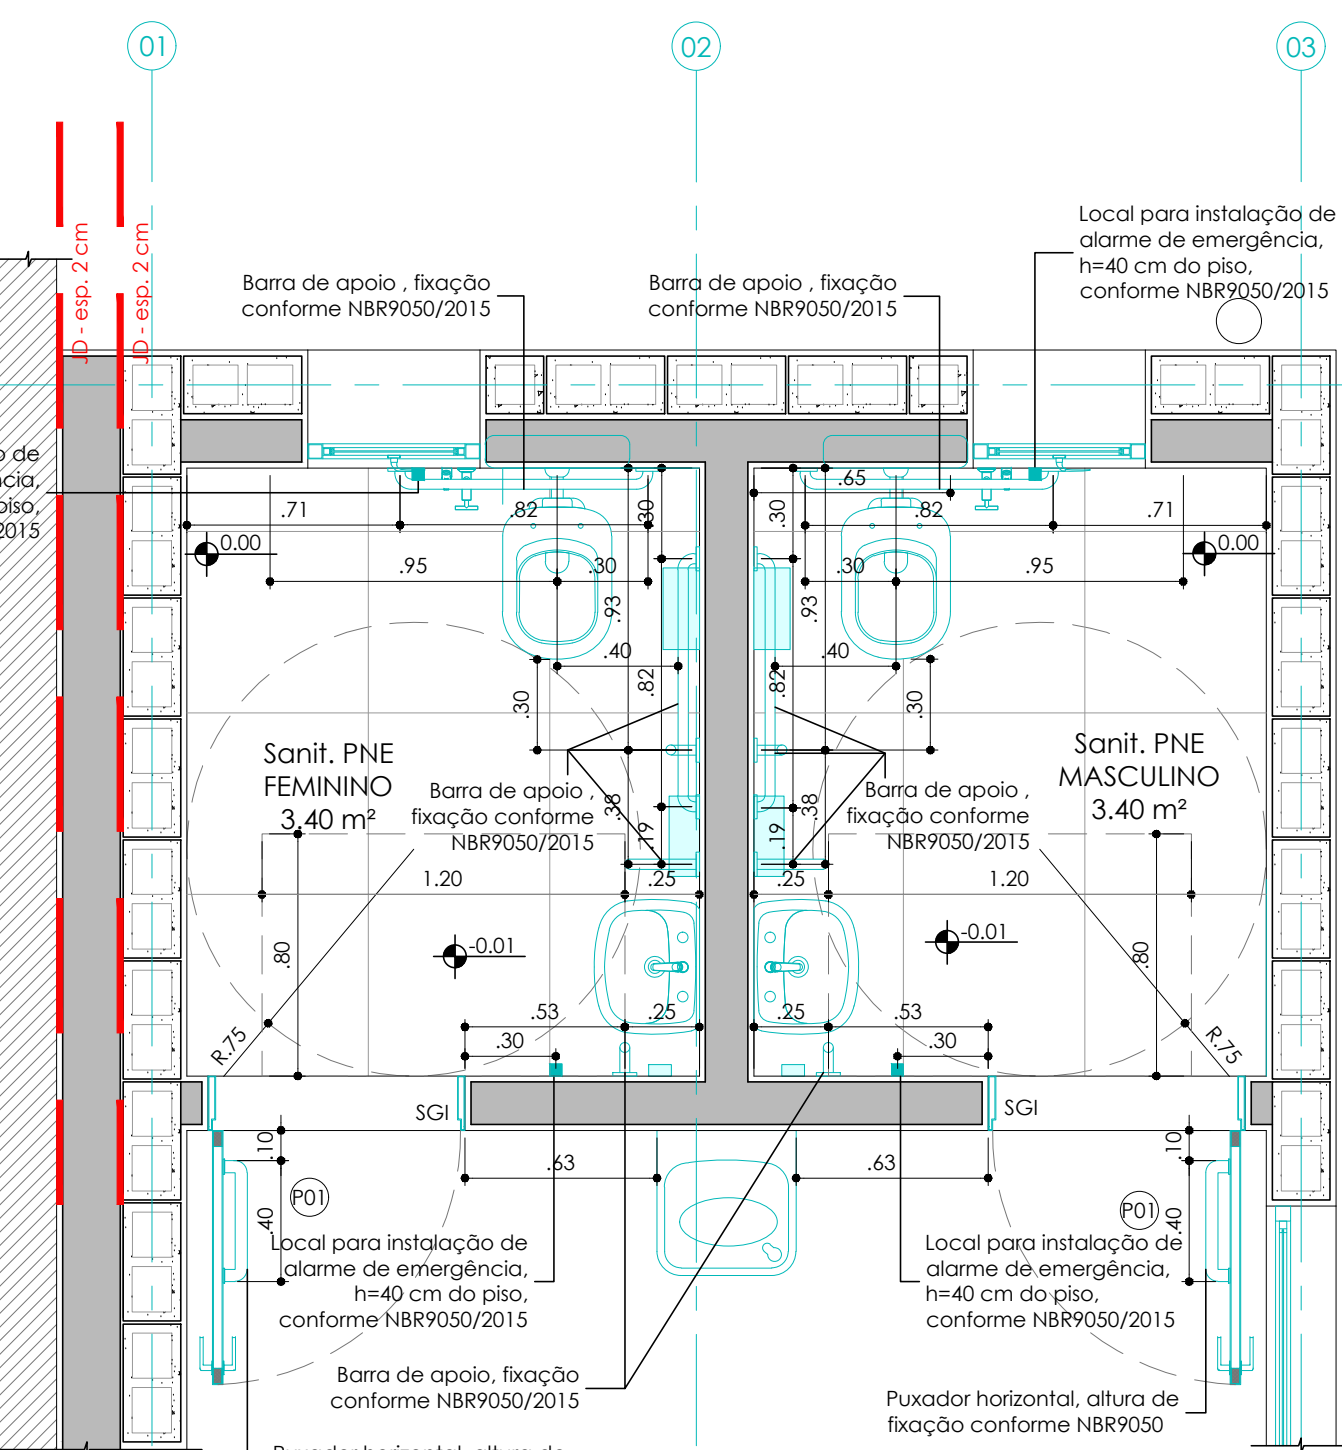 01
02
03
JD - esp. 2 cm
JD - esp. 2 cm
Barra de apoio , fixação
conforme NBR9050/2015
Barra de apoio , fixação
conforme NBR9050/2015
Local para instalação de
alarme de emergência,
h=40 cm do piso,
conforme NBR9050/2015
de
2015
.71
.82
.30
.65
.30
.82
.71
0.00
0.00
.95
.30
.93
.93
.30
.95
.40
.40
.82
.82
.30
.30
Sanit. PNE
FEMININO
3.40 m²
Sanit. PNE
MASCULINO
3.40 m²
Barra de apoio ,
fixação conforme
NBR9050/2015
Barra de apoio ,
fixação conforme
NBR9050/2015
.38
.19
.38
.19
1.20
.25
.25
1.20
.80
-0.01
-0.01
.80
.53
.25
.25
.53
.30
.30
R.75
R.75
SGI
SGI
.10
.63
.63
.10
P01
P01
.40
.40
Local para instalação de
alarme de emergência,
h=40 cm do piso,
conforme NBR9050/2015
Local para instalação de
alarme de emergência,
h=40 cm do piso,
conforme NBR9050/2015
Barra de apoio, fixação
conforme NBR9050/2015
Puxador horizontal, altura de
fixação conforme NBR9050